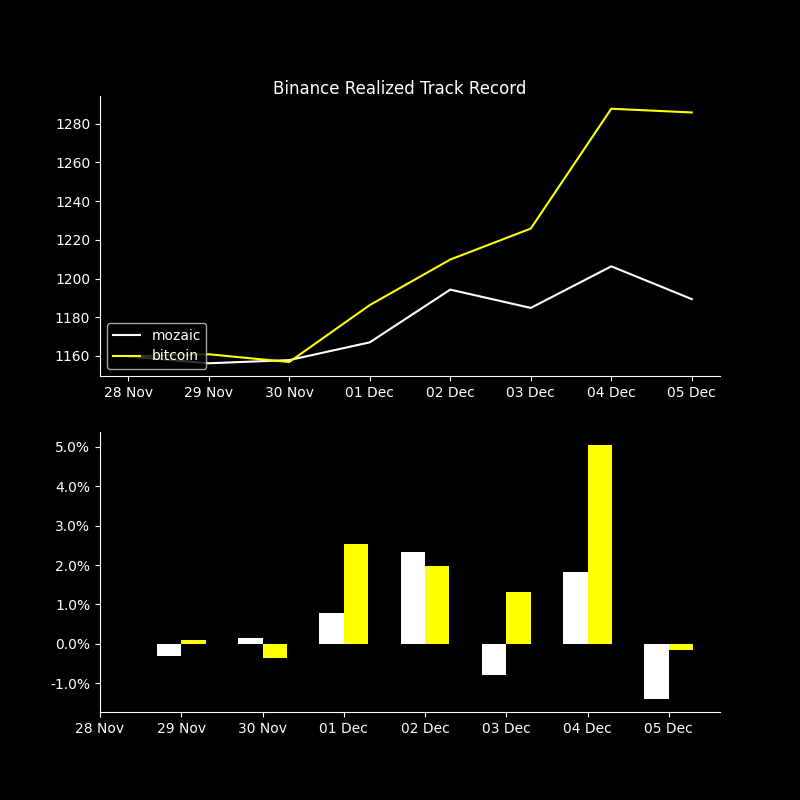 Binance Realized Track Record
1280
1260
1240
1220
1200
1180
1160
mozaic
bitcoin
28 Nov 29 Nov 30 Nov 01 Dec 02 Dec 03 Dec 04 Dec 05 Dec
5.0%
4.0%
3.0%
2.0%
1.0%
0.0%
-1.0%
28 Nov 29 Nov 30 Nov 01 Dec 02 Dec 03 Dec 04 Dec 05 Dec